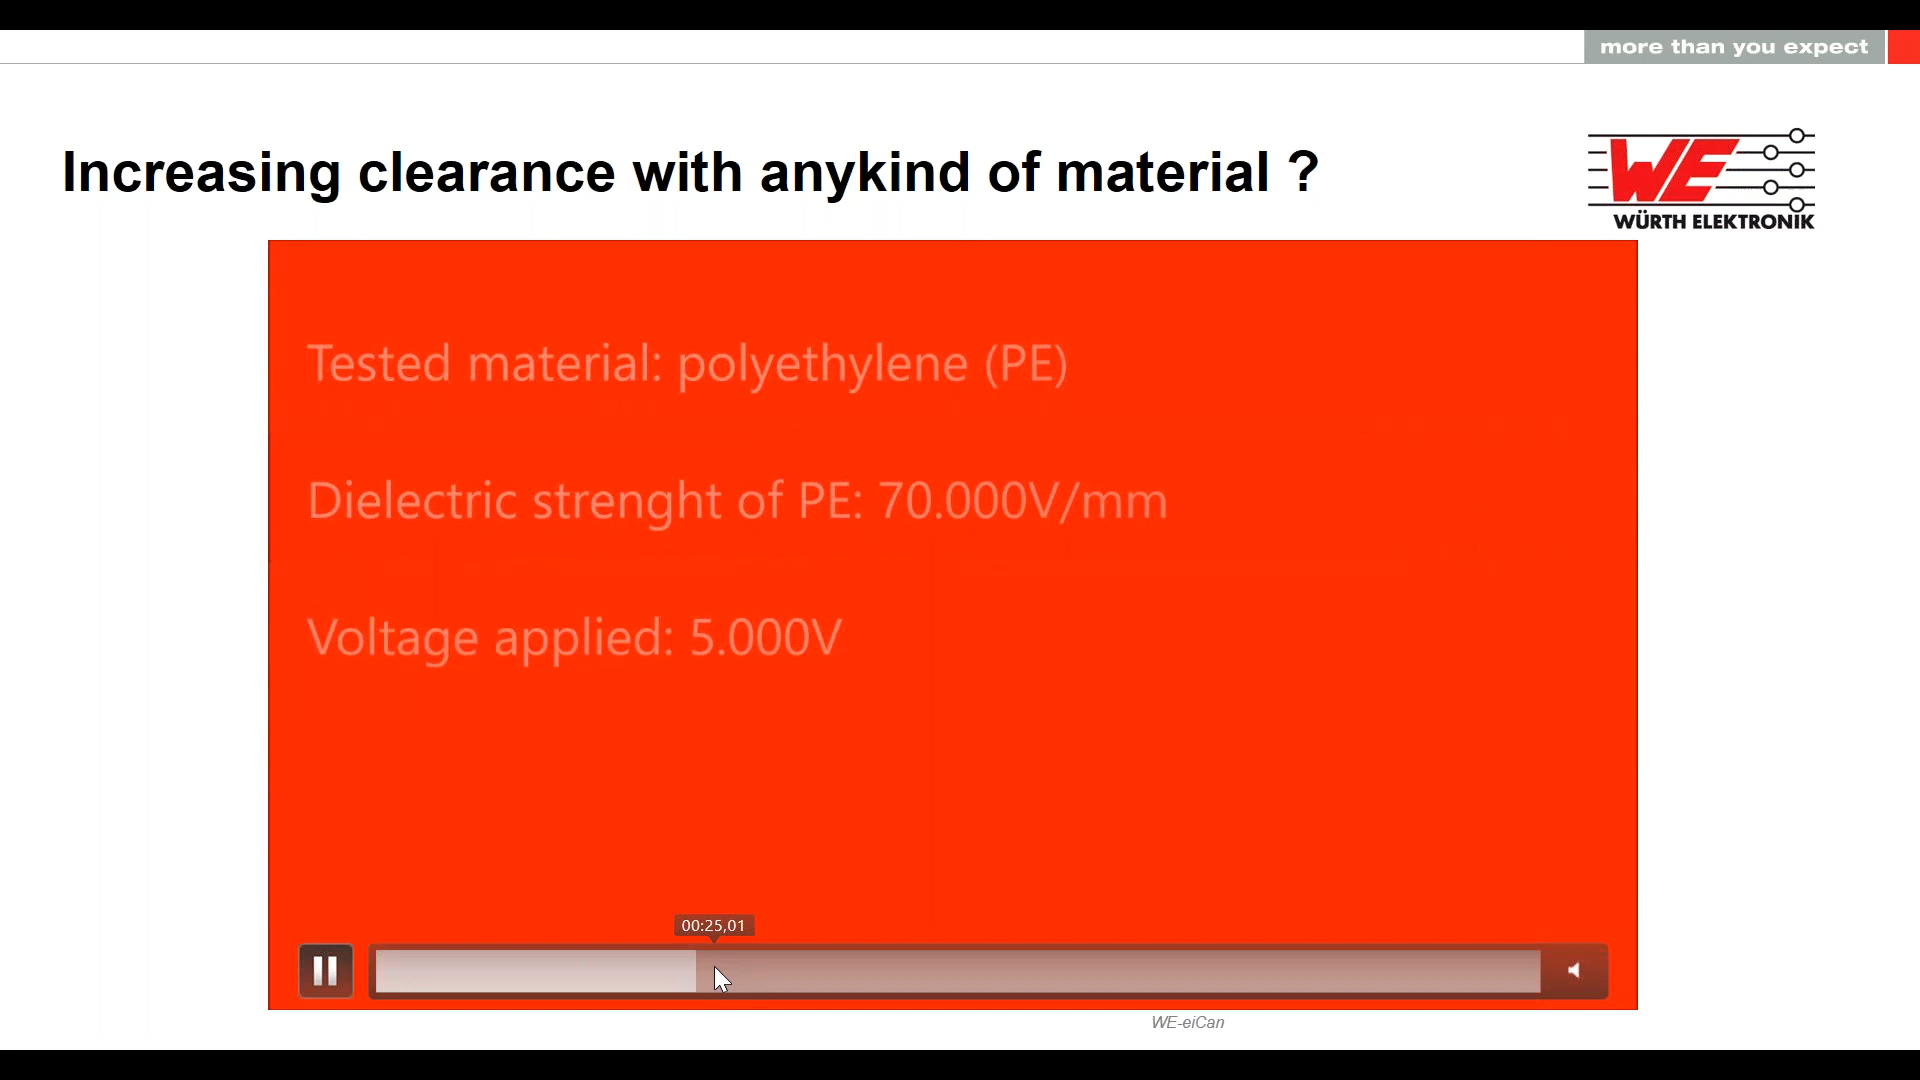 more than you expect
Increasing clearance with anykind of material ?
WE
WÜRTH ELEKTRONIK
Tested material: polyethylene (PE)
Dielectric strenght of PE: 70.000V/mm
Voltage applied: 5.000V
00:25,01
WE-eiCan